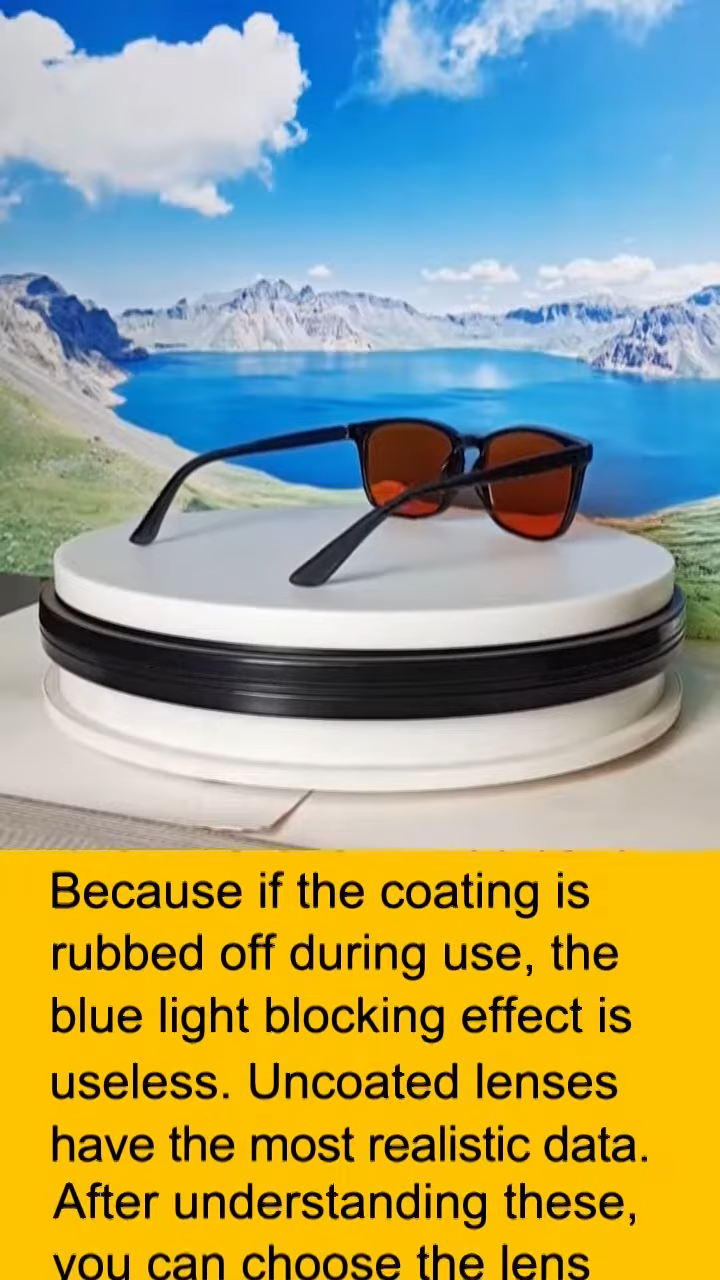 Because if the coating is
rubbed off during use, the
blue light blocking effect is
useless. Uncoated lenses
have the most realistic data.
After understanding these,
you can choose the lens